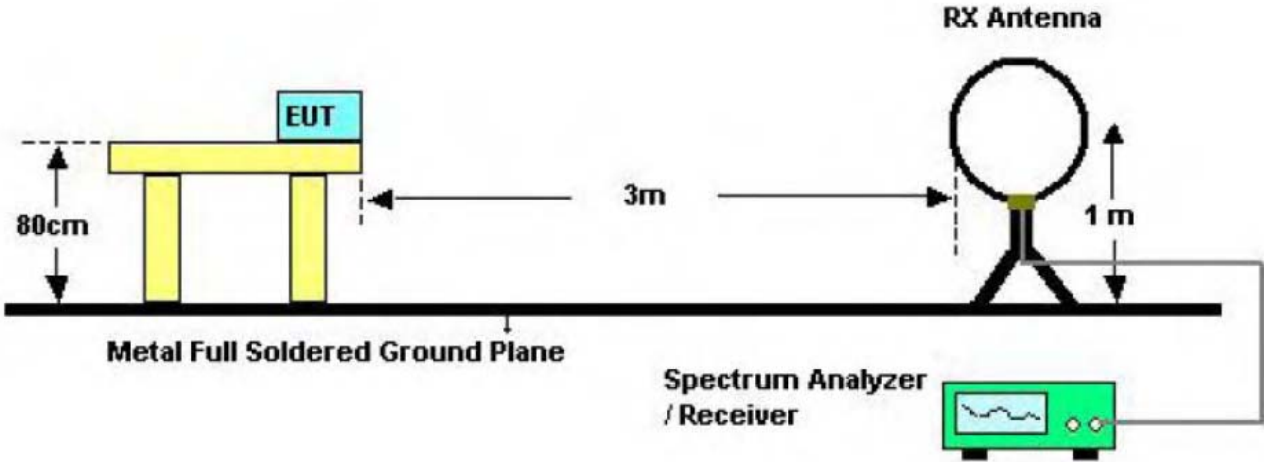 RX Antenna
EUT
80cm
3m
1 m
Metal Full Soldered Ground Plane
Spectrum Analyzer
/ Receiver